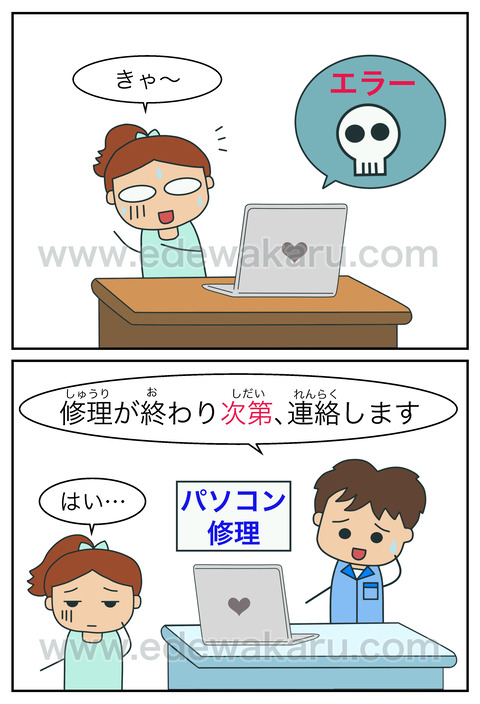 きゃ～
エラー
www.edewakaru.com
しゅうり お しだい れんらく
修理が終わり次第、連絡します
はい…
パソコン
修理
www.edewakaru.com